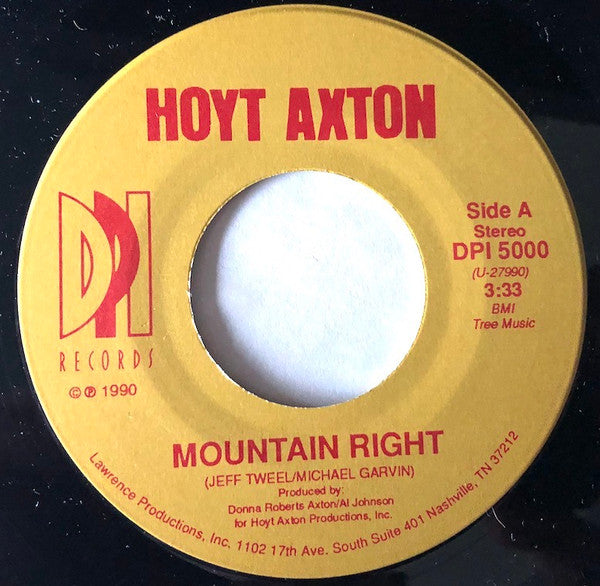 HOYT AXTON
DPI
RECORDS
© ℗ 1990
Side A
Stereo
DPI 5000
(U-27990)
3:33
BMI
Tree Music
MOUNTAIN RIGHT
(JEFF TWEEL/MICHAEL GARVIN)
Produced by:
Donna Roberts Axton/Al Johnson
for Hoyt Axton Productions, Inc.
Lawrence Productions, Inc. 1102 17th Ave. South Suite 401 Nashville, TN 37212